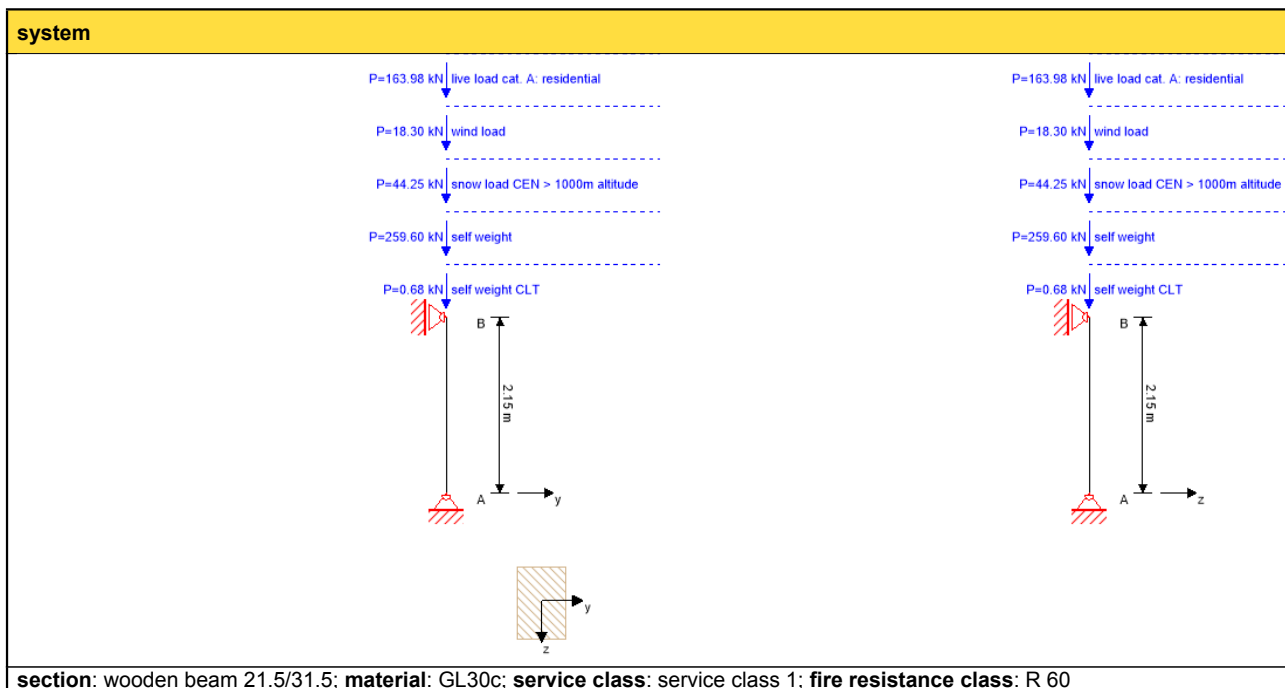 system
P=163.98 kN live load cat. A: residential
P=18.30 kN wind load
P=44.25 kN snow load CEN > 1000m altitude
P=259.60 kN self weight
P=0.68 kN self weight CLT
B
2.15 m
A
y
P=163.98 kN live load cat. A: residential
P=18.30 kN wind load
P=44.25 kN snow load CEN > 1000m altitude
P=259.60 kN self weight
P=0.68 kN self weight CLT
B
2.15 m
A
z
y
z
section: wooden beam 21.5/31.5; material: GL30c; service class: service class 1; fire resistance class: R 60